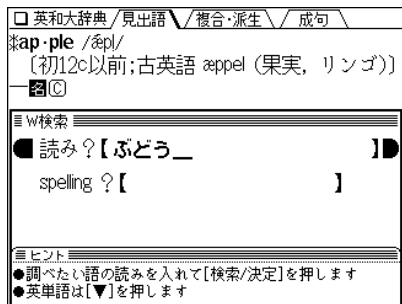 □ 英和大辞典 見出語 複合·派生 成句
*ap·ple /ǽpl/
〔初12c以前;古英語 æppel (果実, リンゴ)〕
—名C
W検索
読み?【ぶどう_ 】
spelling ?【 】
ヒント
●調べたい語の読みを入れて[検索/決定]を押します
●英単語は[▼]を押します